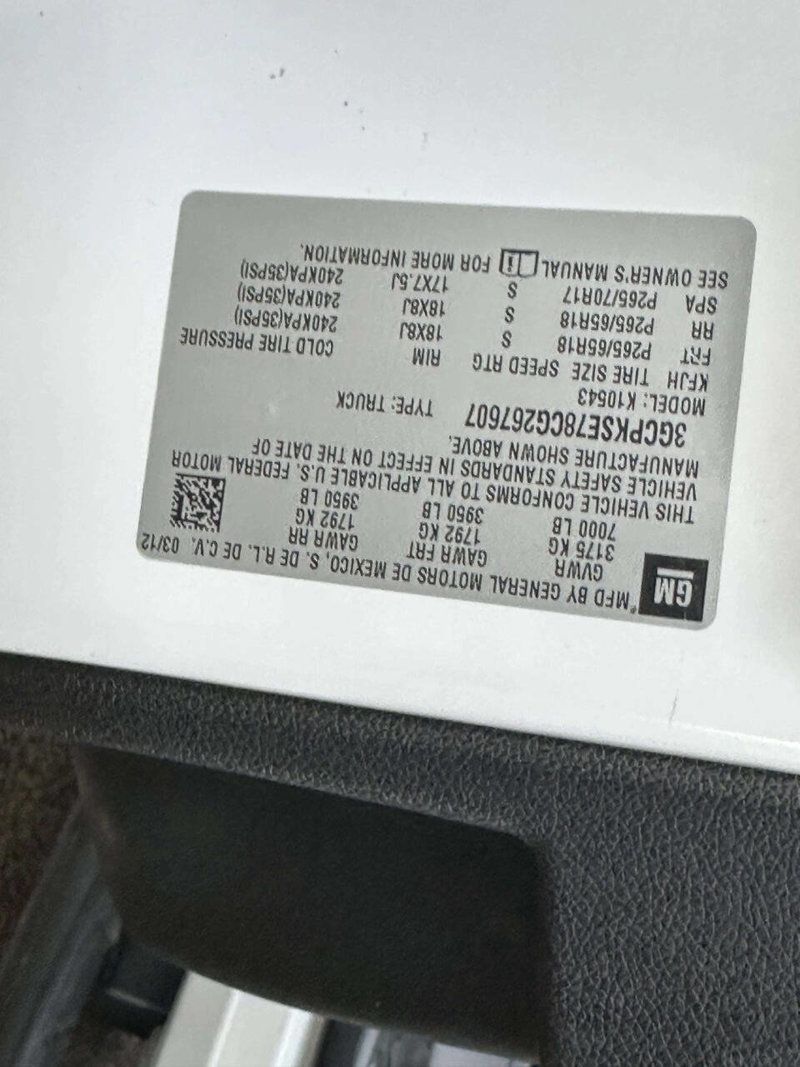 GM
*MFD BY GENERAL MOTORS DE MEXICO, S. DE R.L. DE C.V. 03/12
GVWR GAWR FRT GAWR RR
3175 KG 1792 KG 1792 KG
7000 LB 3950 LB 3950 LB
THIS VEHICLE CONFORMS TO ALL APPLICABLE U.S. FEDERAL MOTOR
VEHICLE SAFETY STANDARDS IN EFFECT ON THE DATE OF
MANUFACTURE SHOWN ABOVE.
3GCPKSE78CG267607 TYPE: TRUCK
MODEL: K10543
KFJH TIRE SIZE SPEED RTG RIM COLD TIRE PRESSURE
FRT P265/65R18 S 18X8J 240KPA(35PSI)
RR P265/65R18 S 18X8J 240KPA(35PSI)
SPA P265/70R17 S 17X7.5J 240KPA(35PSI)
SEE OWNER'S MANUAL FOR MORE INFORMATION.